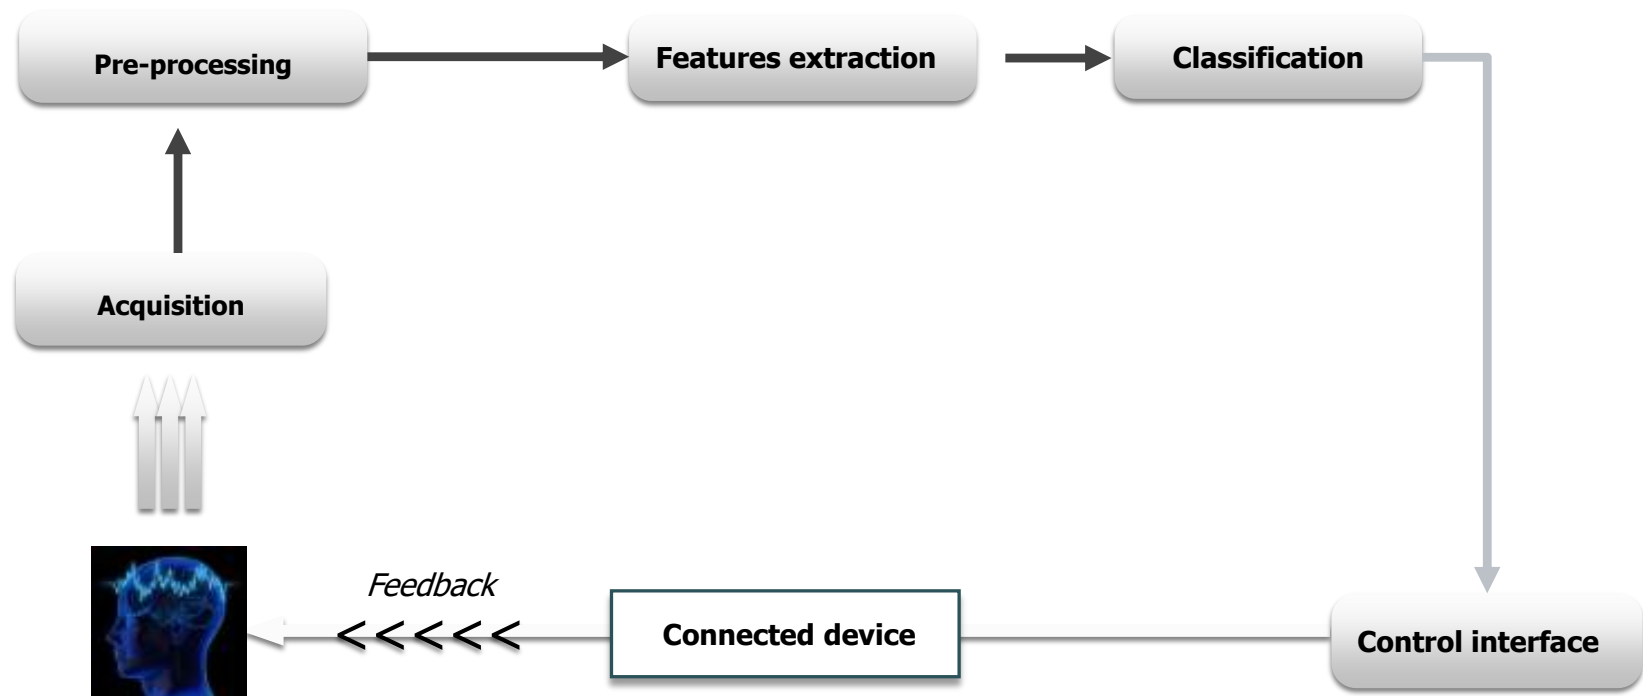 Pre-processing
Features extraction
Classification
Acquisition
Feedback
<<<<<
Connected device
Control interface